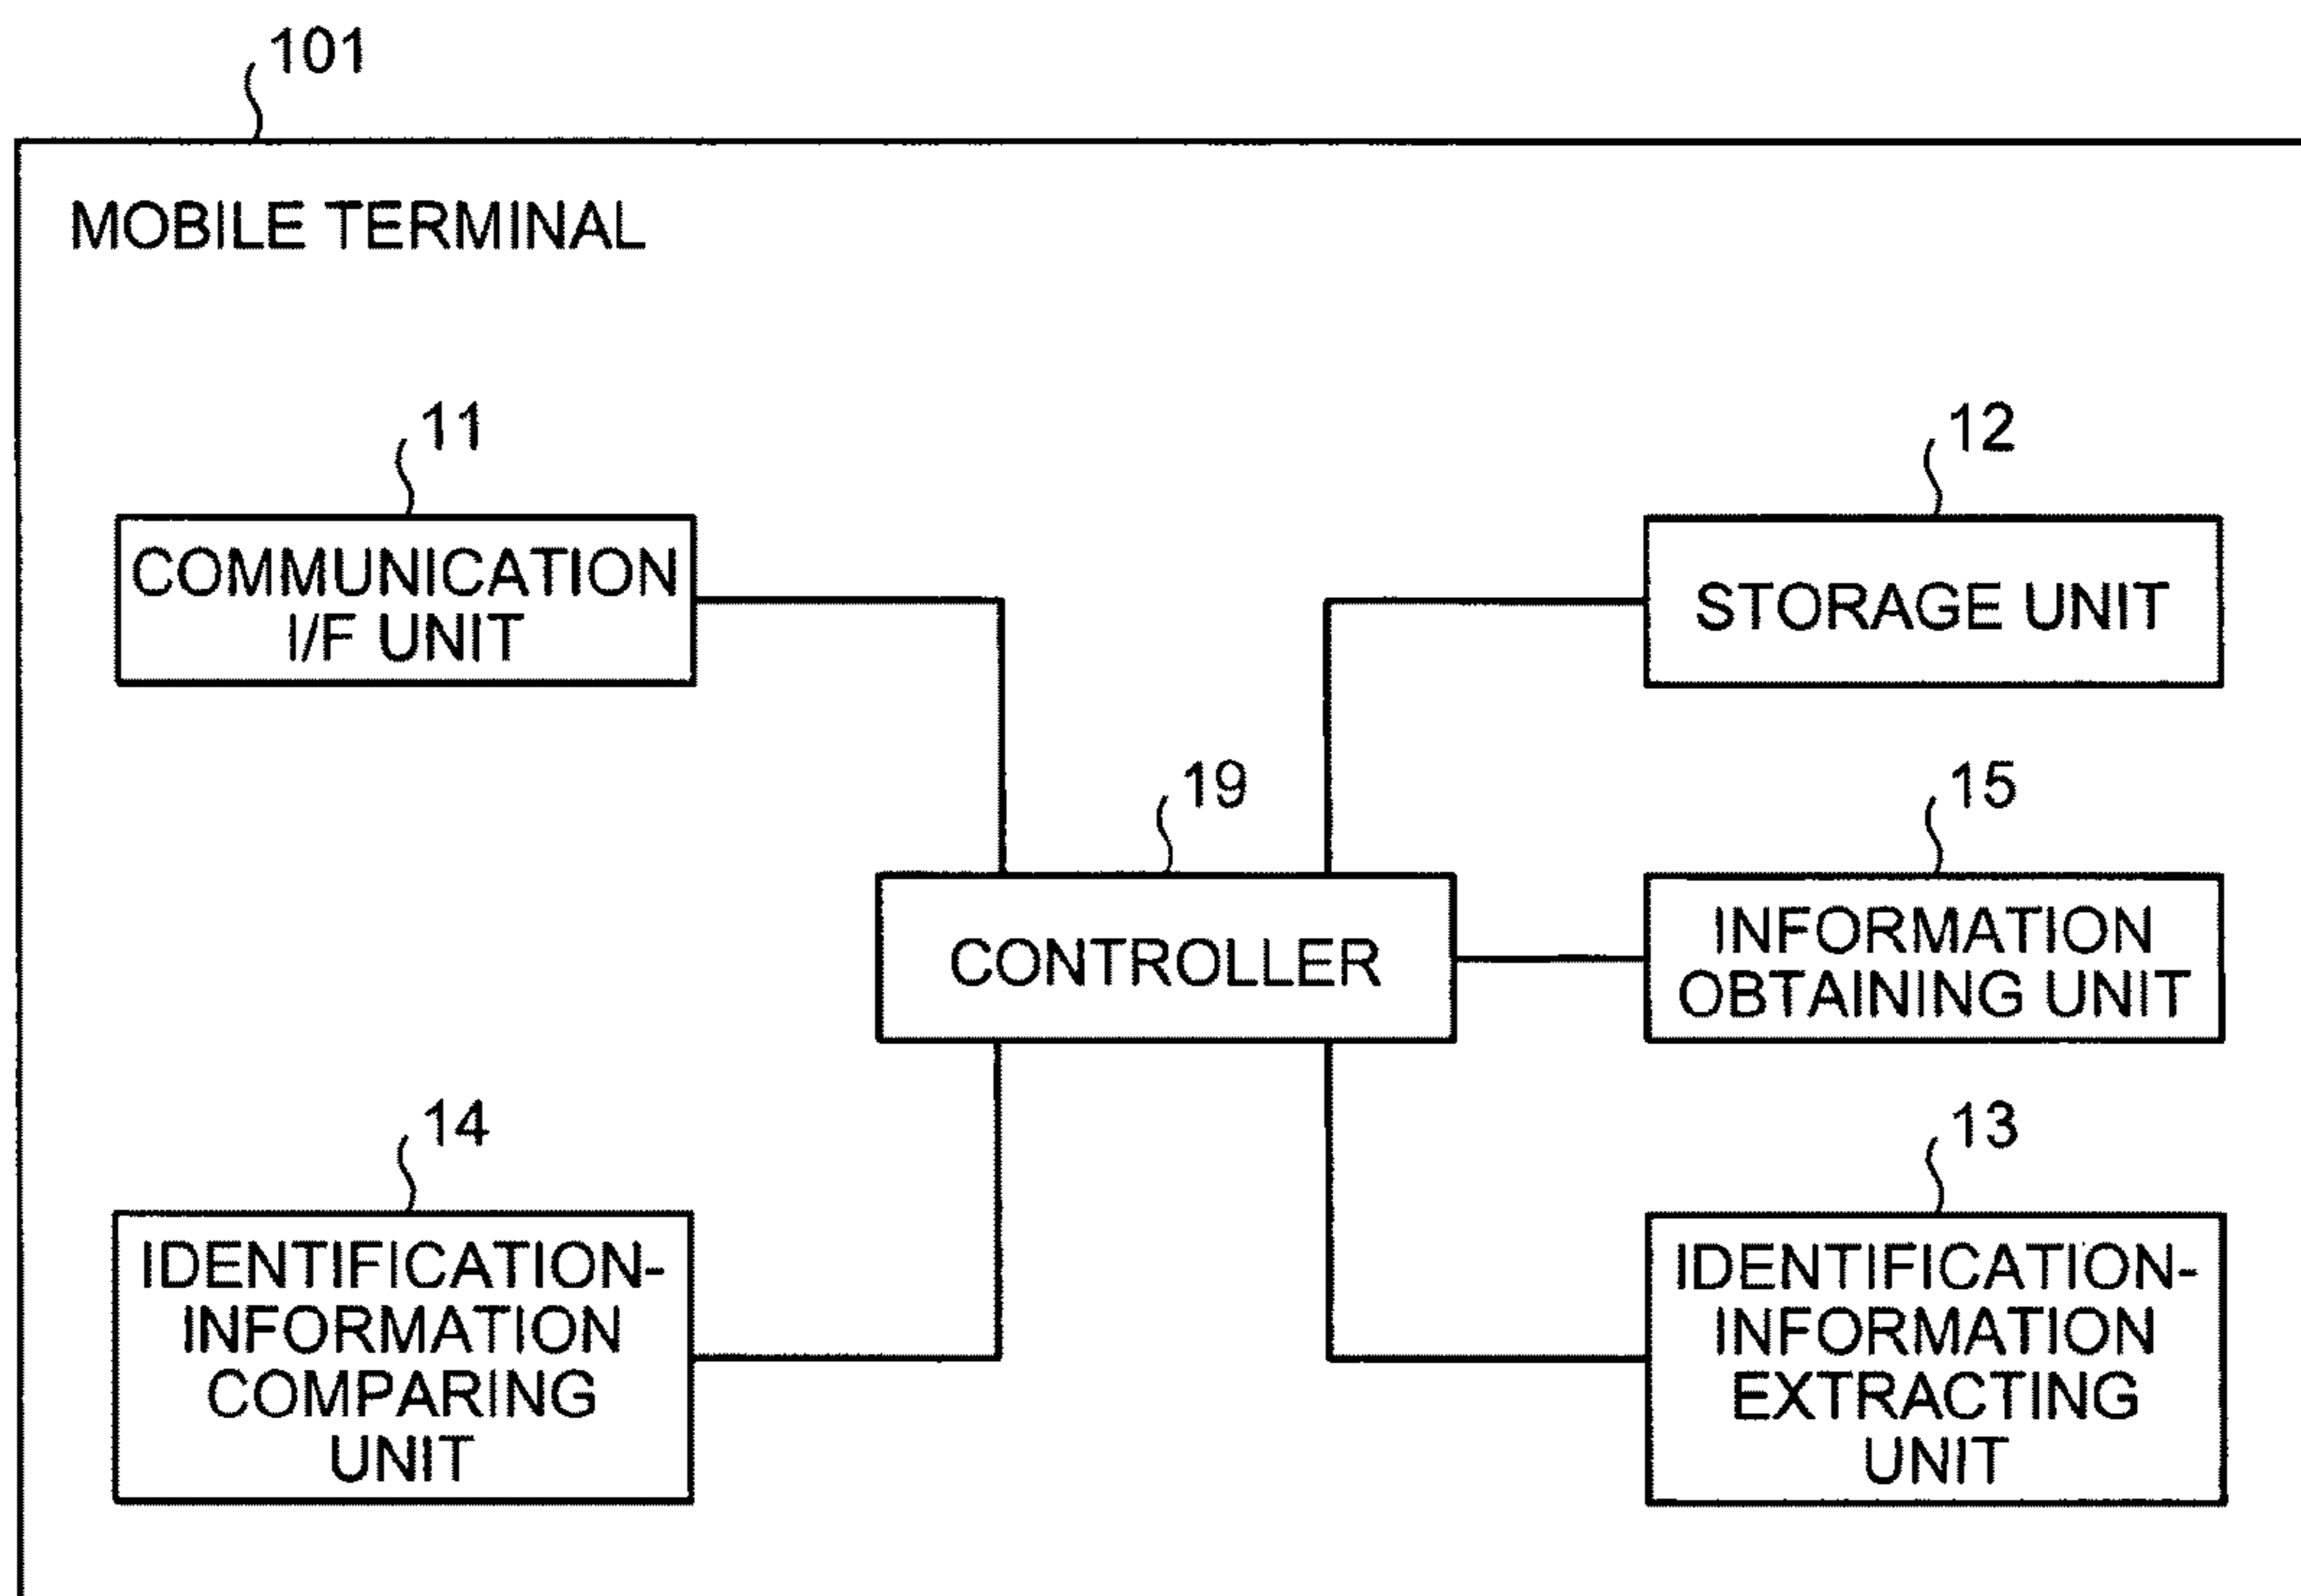 101
MOBILE TERMINAL
11
COMMUNICATION
I/F UNIT
12
STORAGE UNIT
19
CONTROLLER
15
INFORMATION
OBTAINING UNIT
14
IDENTIFICATION-
INFORMATION
COMPARING
UNIT
13
IDENTIFICATION-
INFORMATION
EXTRACTING
UNIT